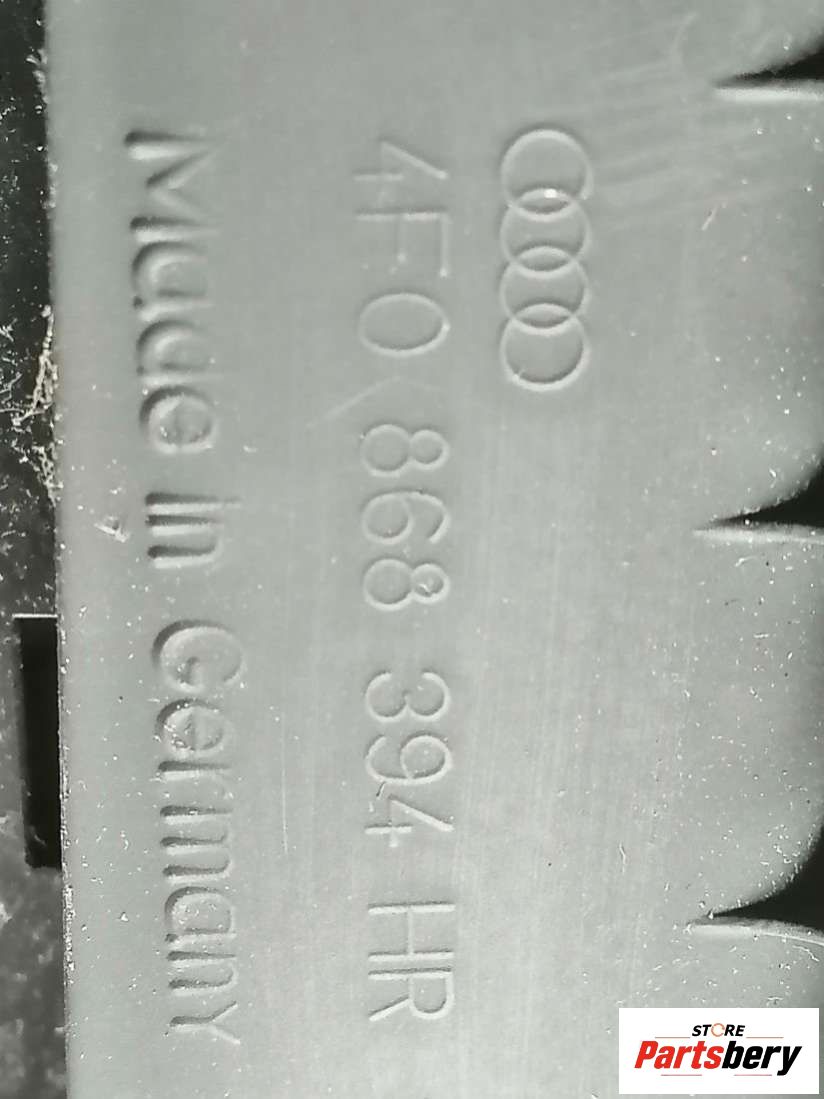 4F0 868 394 HR
Made in Germany
STORE
Partsbery